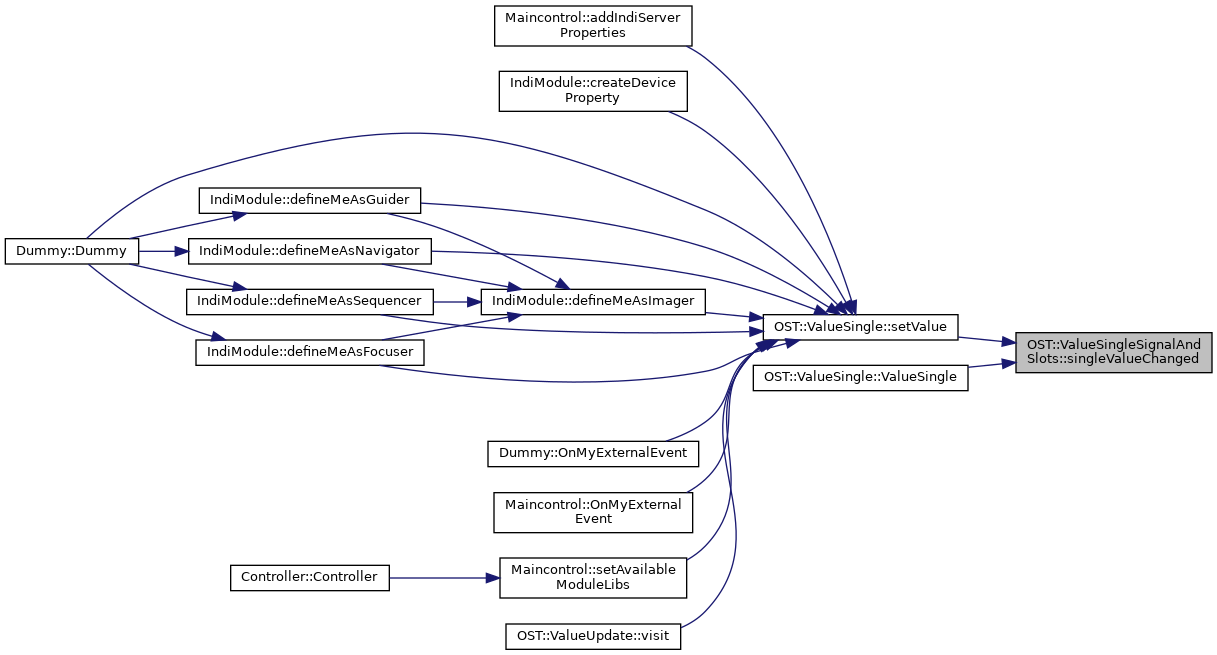 Maincontrol::addIndiServer
Properties
IndiModule::createDevice
Property
IndiModule::defineMeAsGuider
Dummy::Dummy
IndiModule::defineMeAsNavigator
IndiModule::defineMeAsSequencer
IndiModule::defineMeAsImager
IndiModule::defineMeAsFocuser
OST::ValueSingle::setValue
OST::ValueSingleSignalAnd
Slots::singleValueChanged
OST::ValueSingle::ValueSingle
Dummy::OnMyExternalEvent
Maincontrol::OnMyExternal
Event
Maincontrol::setAvailable
ModuleLibs
Controller::Controller
OST::ValueUpdate::visit